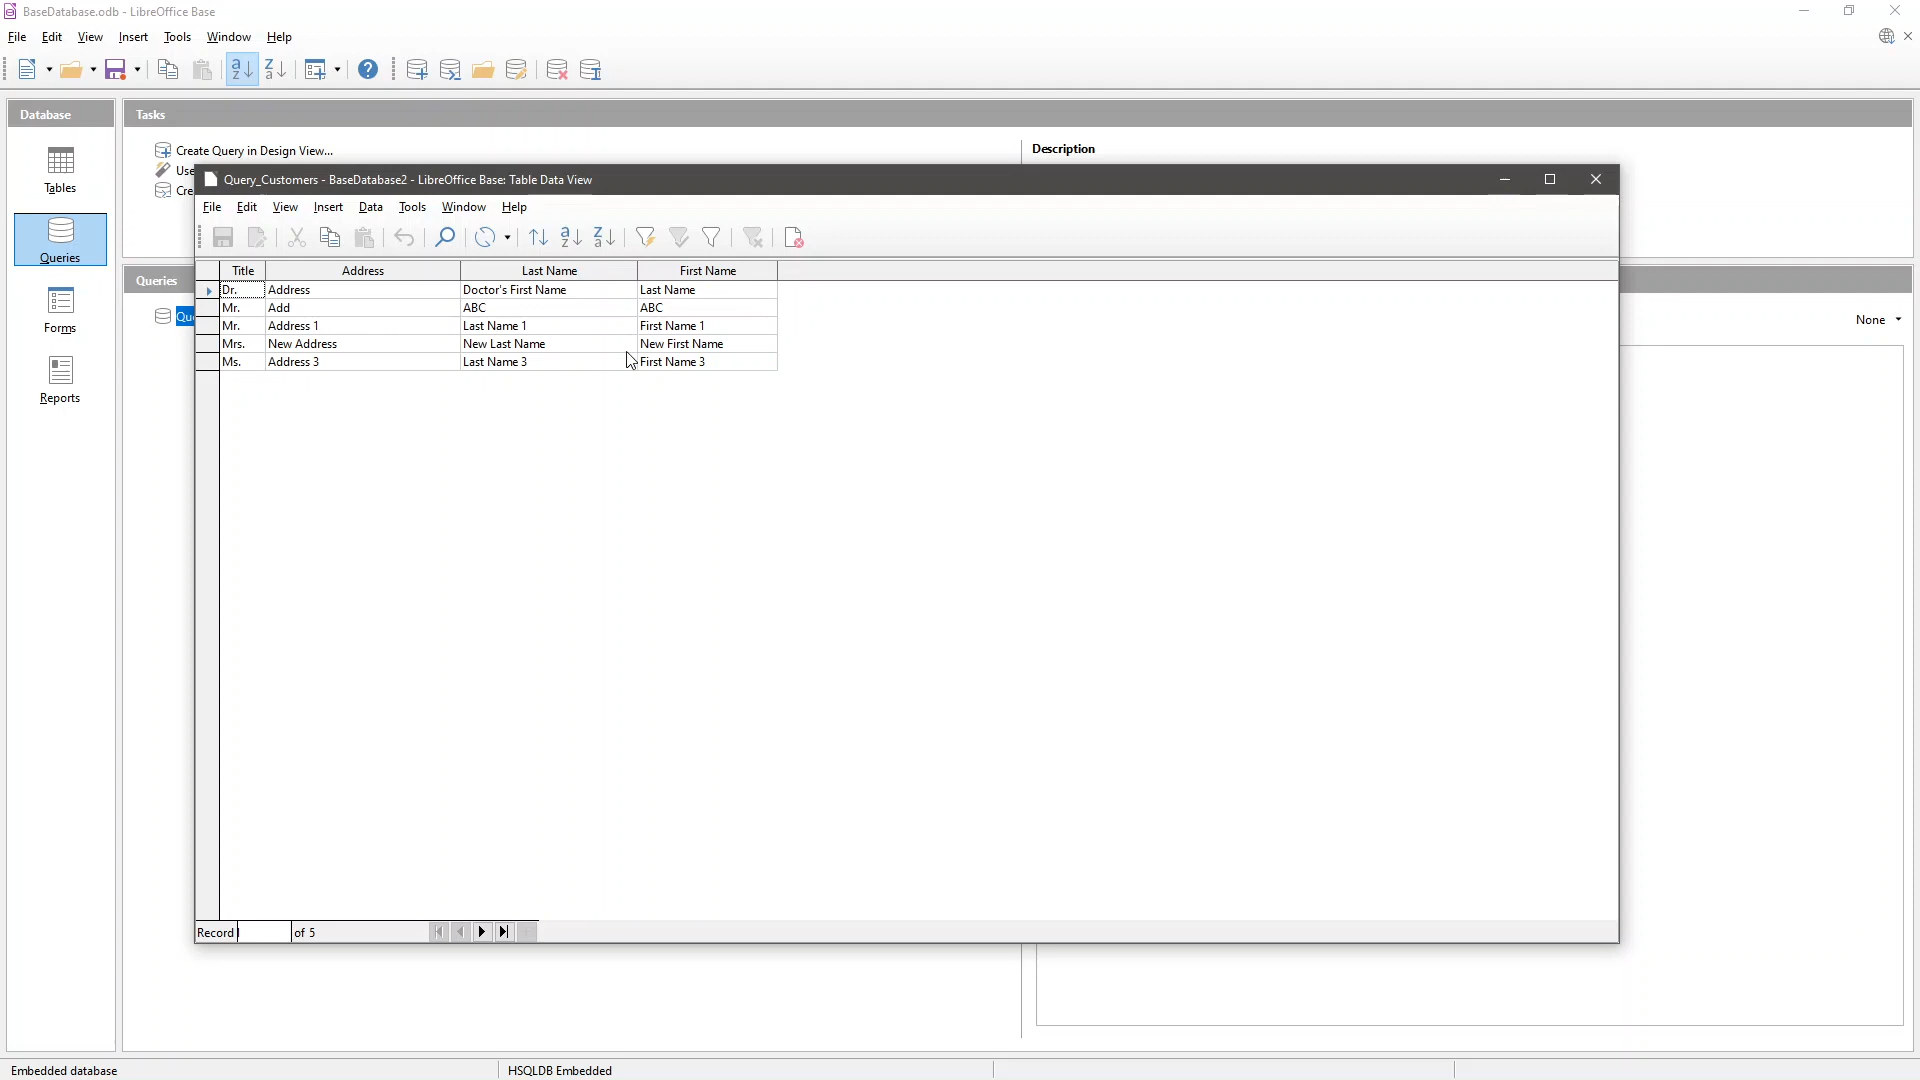 BaseDatabase.odb - LibreOffice Base
File Edit View Insert Tools Window Help
Database
Tasks
Create Query in Design View...
Description
Use
Cre
Tables
Queries
Forms
Reports
Query_Customers - BaseDatabase2 - LibreOffice Base: Table Data View
File Edit View Insert Data Tools Window Help
Queries
Qu
None
Title Address Last Name First Name
Dr. Address Doctor's First Name Last Name
Mr. Add ABC ABC
Mr. Address 1 Last Name 1 First Name 1
Mrs. New Address New Last Name New First Name
Ms. Address 3 Last Name 3 First Name 3
Record of 5
Embedded database HSQLDB Embedded